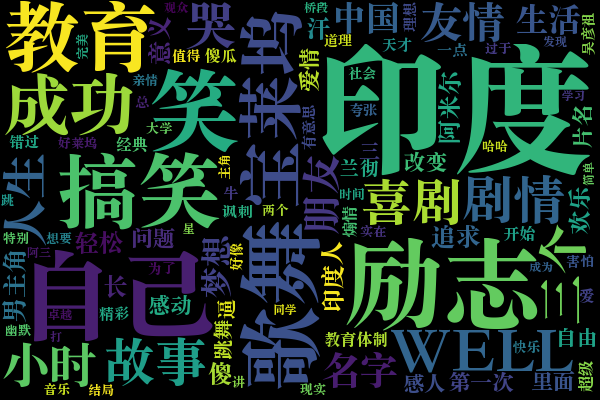 教育
哭
意义
观众
完美
值得
傻瓜
宝莱坞
桥段
汗
道理
中国
理想
天才
友情
一点
过于
生活
发现
吴彦祖
成功
笑
亲情
大学
经典
错过
好莱坞
爱情
有意思
社会
夸张
印度
阿米尔
哈哈
学习
片名
人生
搞笑
主角
牛
讽刺
两个
星
朋友
三
兰彻
改变
时间
煽情
实在
喜剧
剧情
简单
欢乐
跳
特别
想要
阿三
轻松
问题
梦想
好像
歌舞
印度人
励志
追求
开始
三个
成为
害怕
爱
男主角
自己
长
为了
卓越
精彩
感动
打
幽默
小时
故事
跳舞
傻逼
讲
同学
教育体制
名字
WELL
快乐
自由
音乐
结局
现实
感人
第一次
里面
超级